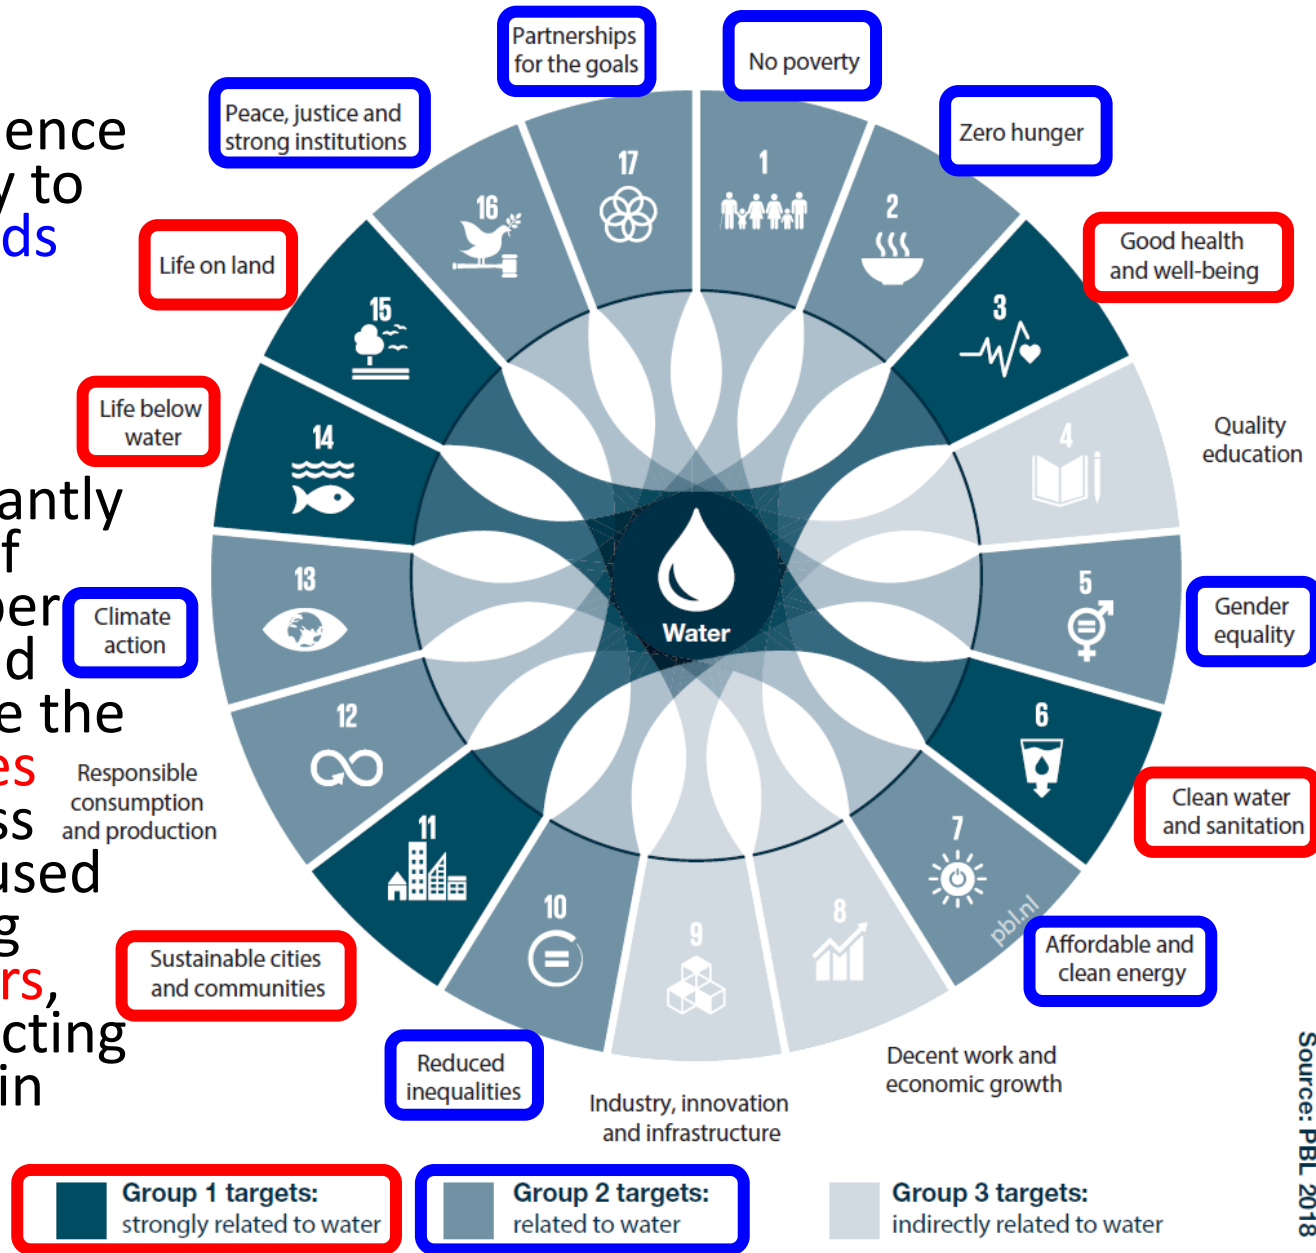 Partnerships
for the goals
No poverty
Peace, justice and
strong institutions
Zero hunger
ence
y to
ds
Life on land
Good health
and well-being
Life below
water
Quality
education
antly
f
per
d
e the
es
ss
used
g
rs,
cting
in
Climate
action
Gender
equality
Responsible
consumption
and production
Clean water
and sanitation
Sustainable cities
and communities
Affordable and
clean energy
Reduced
inequalities
Decent work and
economic growth
Industry, innovation
and infrastructure
17
1
16
2
15
3
14
4
13
5
12
6
11
7
10
8
9
Water
pbl.nl
Source: PBL 2018
Group 1 targets:
strongly related to water
Group 2 targets:
related to water
Group 3 targets:
indirectly related to water